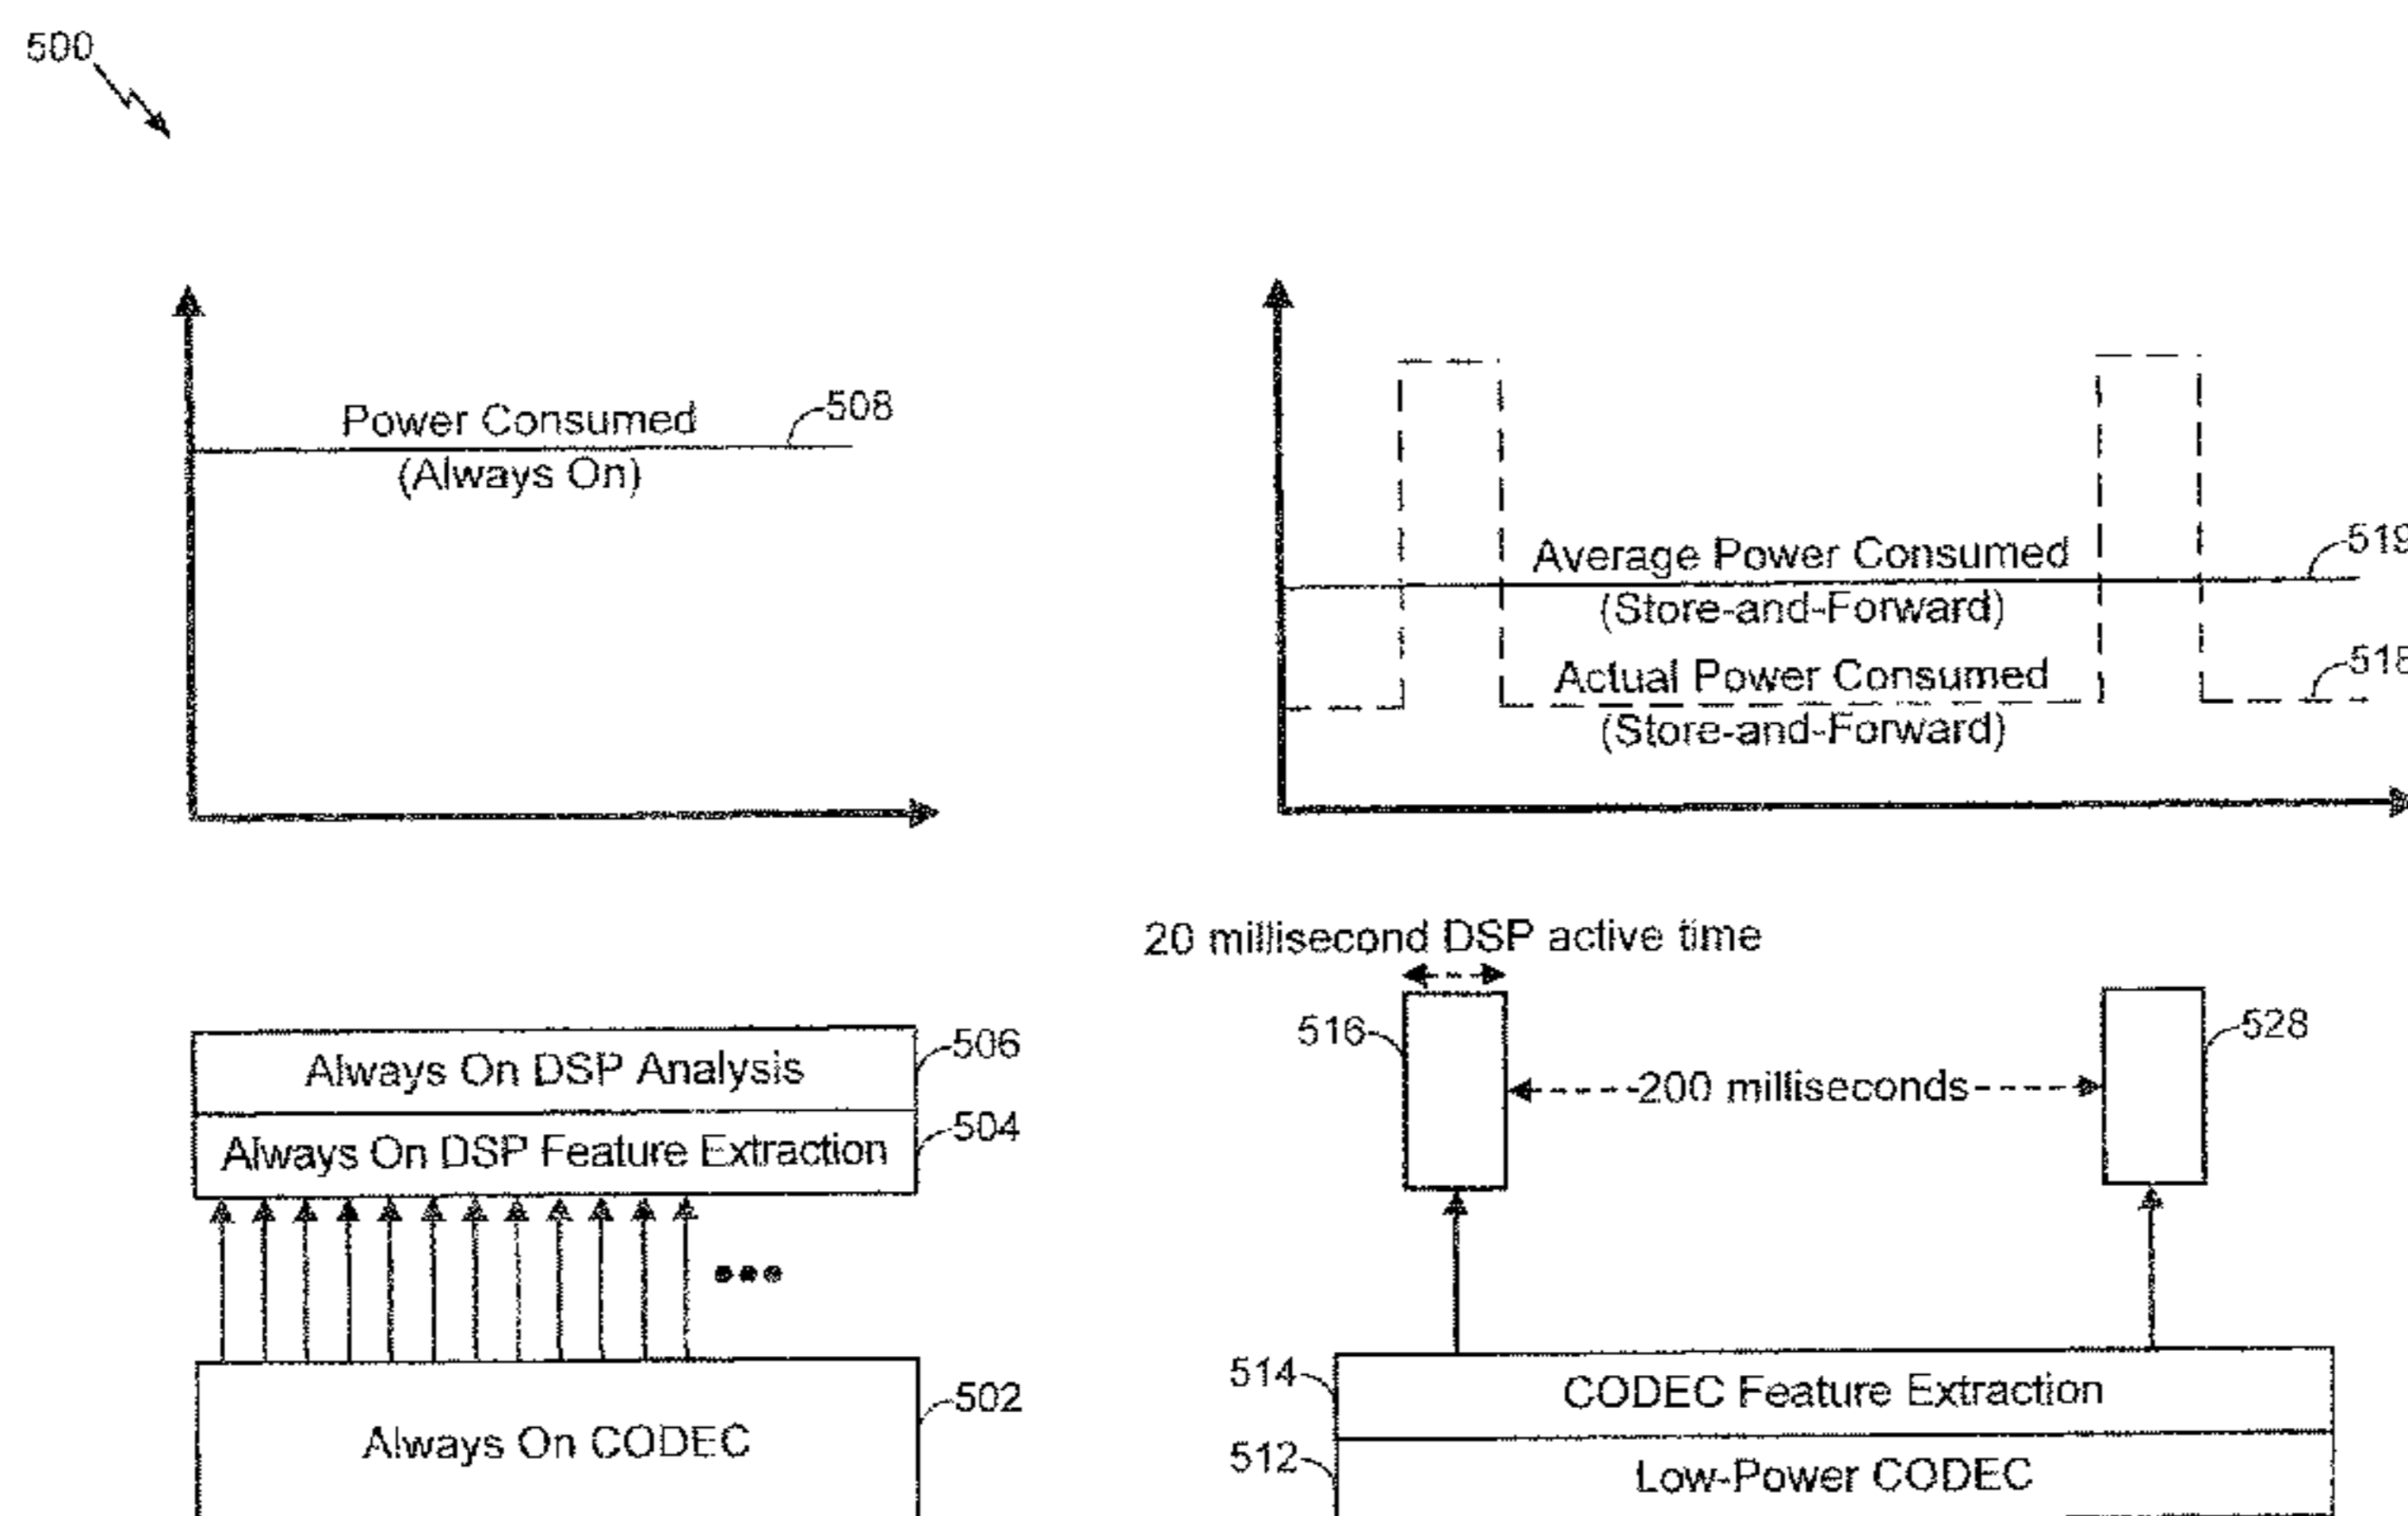 500
Power Consumed
508
(Always On)
Average Power Consumed
519
(Store-and-Forward)
Actual Power Consumed
518
(Store-and-Forward)
20 millisecond DSP active time
Always On DSP Analysis
506
Always On DSP Feature Extraction
504
Always On CODEC
502
516
200 milliseconds
528
514
CODEC Feature Extraction
512
Low-Power CODEC